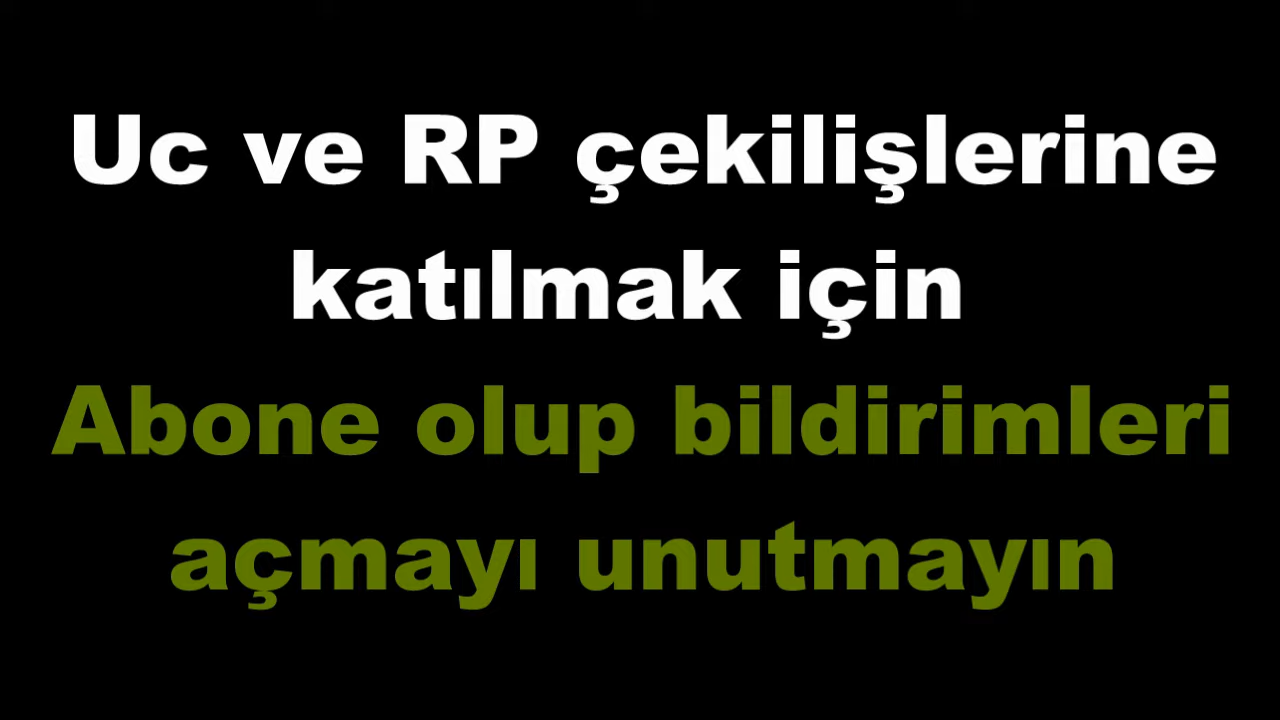 Uc ve RP çekilişlerine
katılmak için
Abone olup bildirimleri
açmayı unutmayın